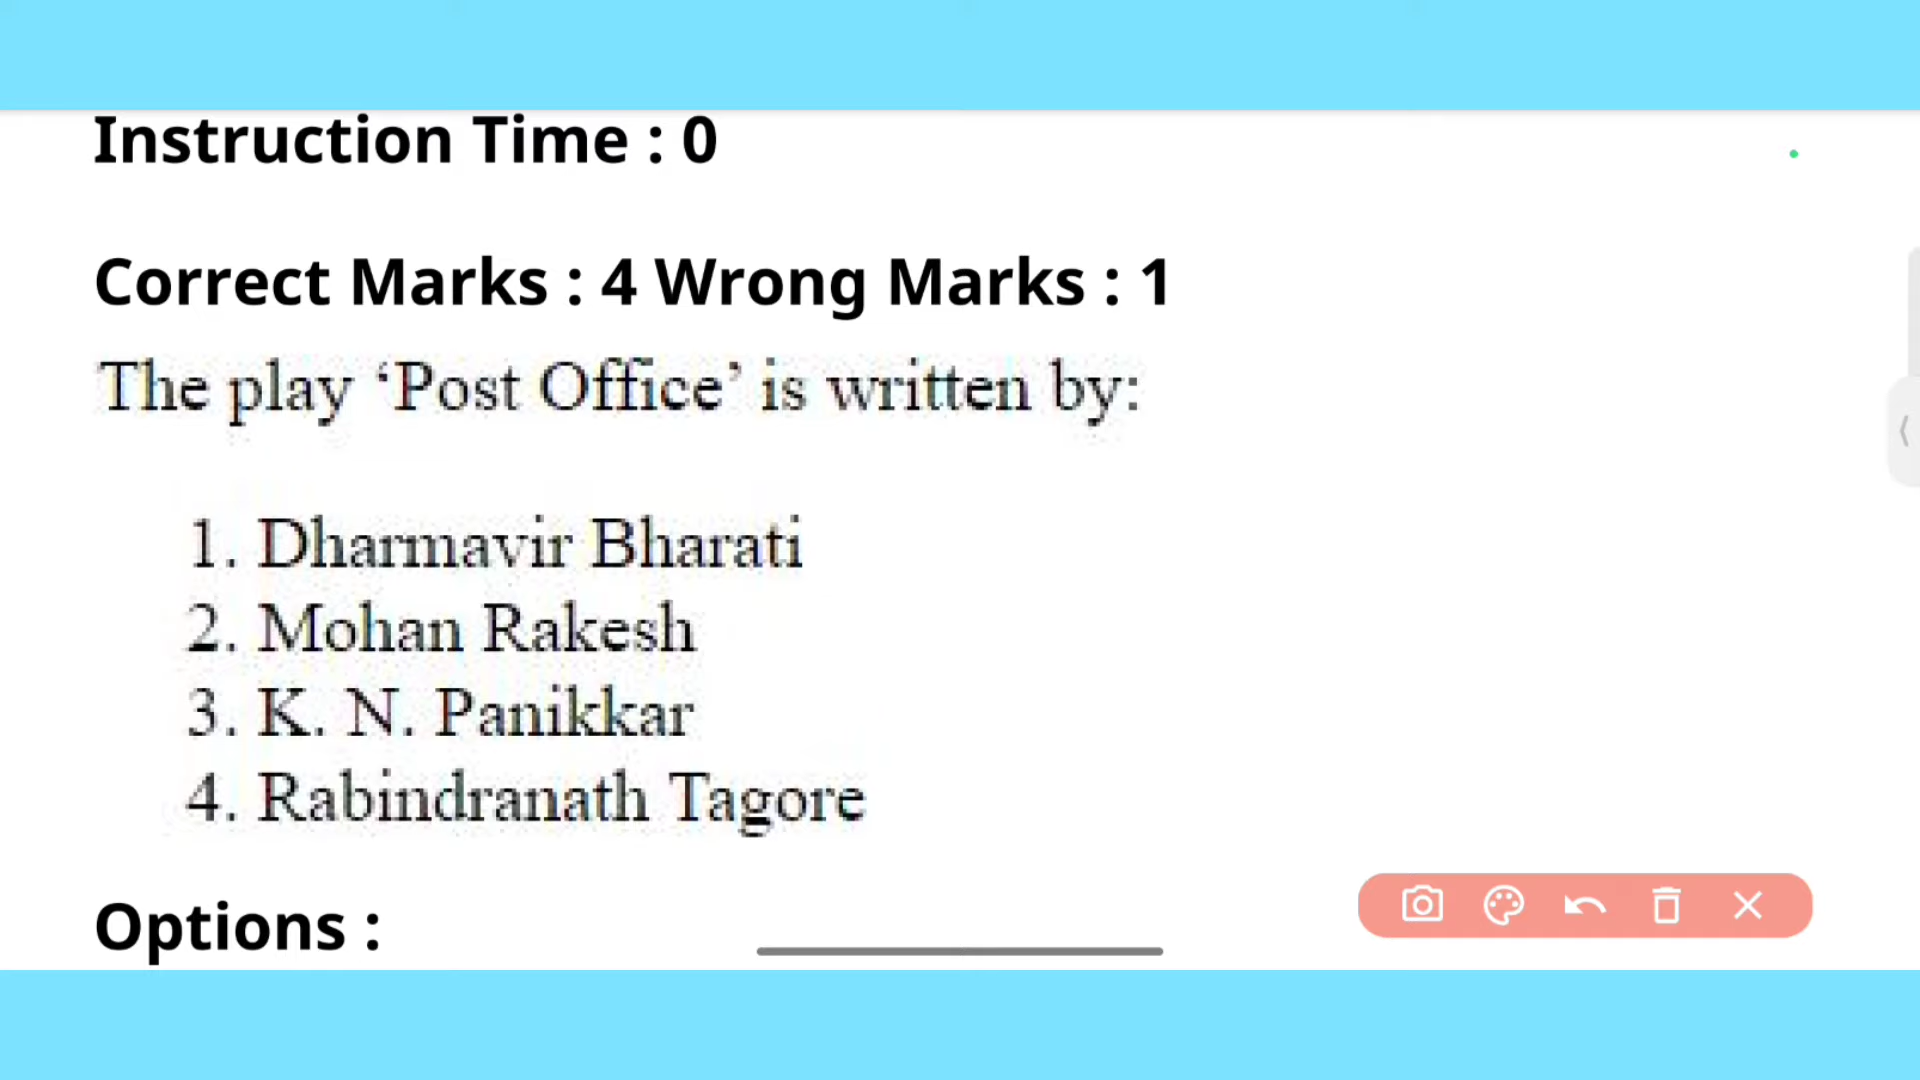 Instruction Time : 0
Correct Marks : 4 Wrong Marks : 1
The play ‘Post Office’ is written by:
1. Dharmavir Bharati
2. Mohan Rakesh
3. K. N. Panikkar
4. Rabindranath Tagore
Options :